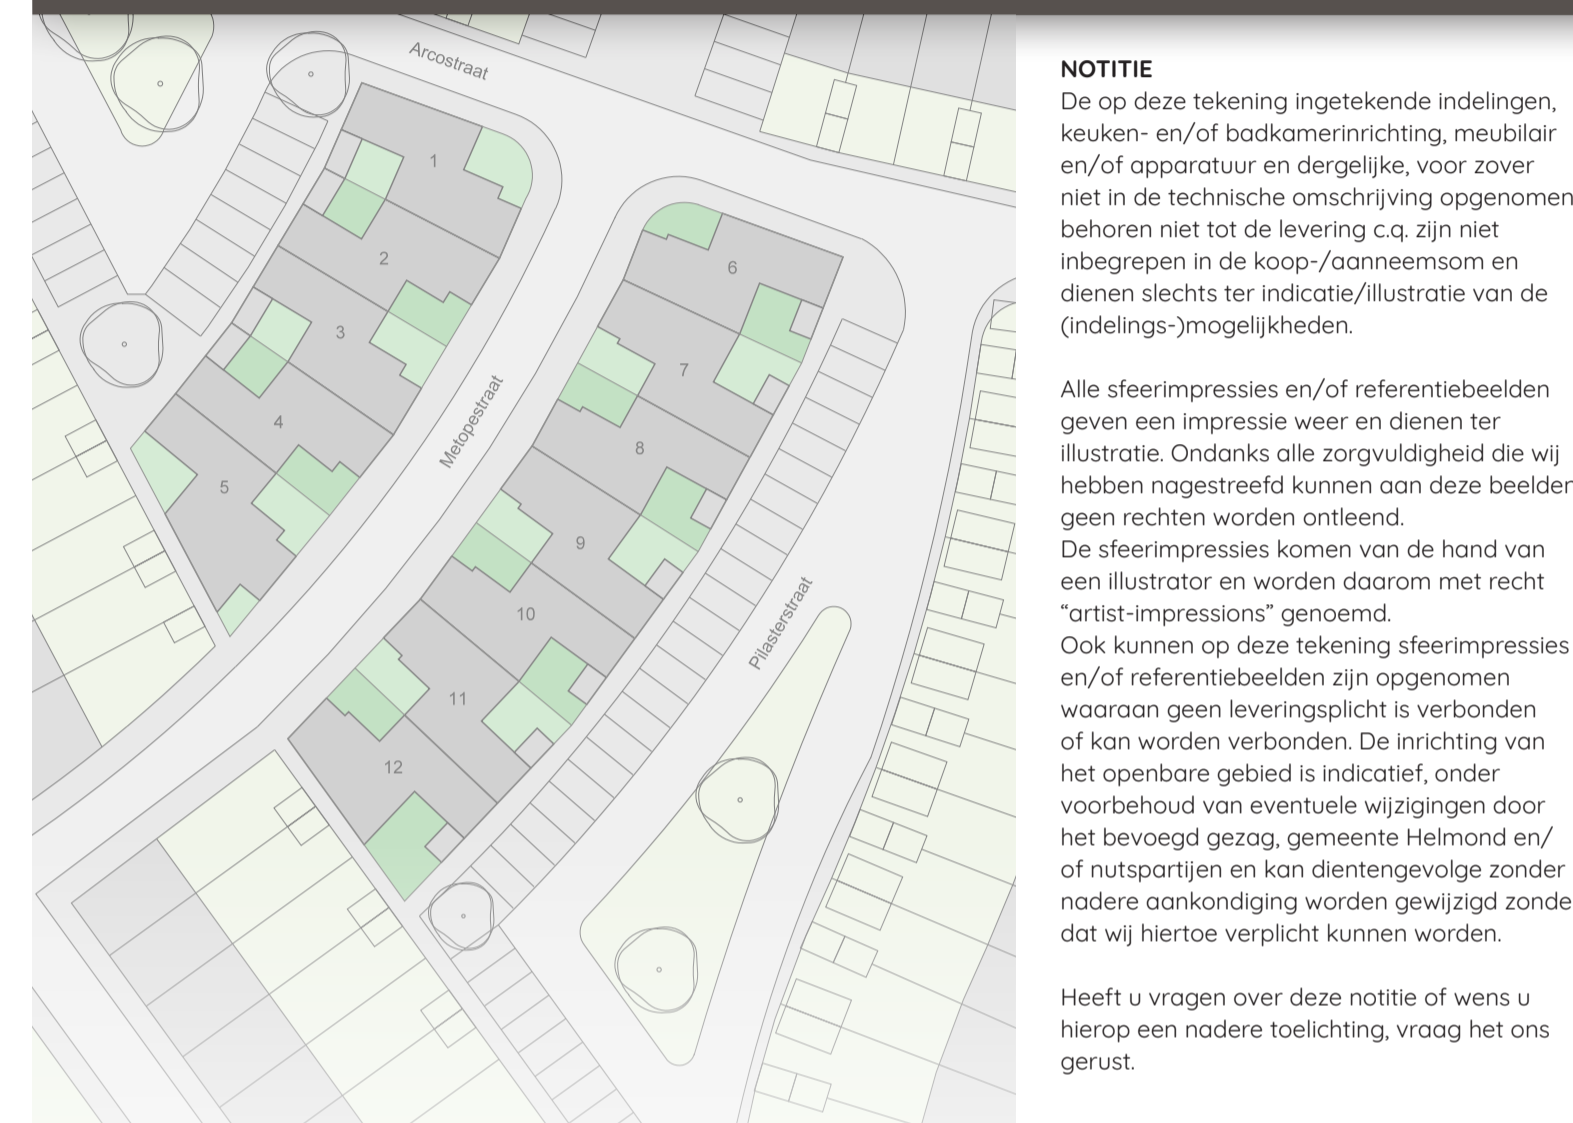 Arcostraat
1
2
3
4
5
6
7
8
9
10
11
12
Metopestraat
Pilasterstraat
NOTITIE
De op deze tekening ingetekende indelingen,
keuken- en/of badkamerinrichting, meubilair
en/of apparatuur en dergelijke, voor zover
niet in de technische omschrijving opgenomen
behoren niet tot de levering c.q. zijn niet
inbegrepen in de koop-/aanneemsom en
dienen slechts ter indicatie/illustratie van de
(indelings-)mogelijkheden.
Alle sfeerimpressies en/of referentiebeelden
geven een impressie weer en dienen ter
illustratie. Ondanks alle zorgvuldigheid die wij
hebben nagestreefd kunnen aan deze beelden
geen rechten worden ontleend.
De sfeerimpressies komen van de hand van
een illustrator en worden daarom met recht
“artist-impressions” genoemd.
Ook kunnen op deze tekening sfeerimpressies
en/of referentiebeelden zijn opgenomen
waaraan geen leveringsplicht is verbonden
of kan worden verbonden. De inrichting van
het openbare gebied is indicatief, onder
voorbehoud van eventuele wijzigingen door
het bevoegd gezag, gemeente Helmond en/
of nutspartijen en kan dientengevolge zonder
nadere aankondiging worden gewijzigd zonde
dat wij hiertoe verplicht kunnen worden.
Heeft u vragen over deze notitie of wens u
hierop een nadere toelichting, vraag het ons
gerust.